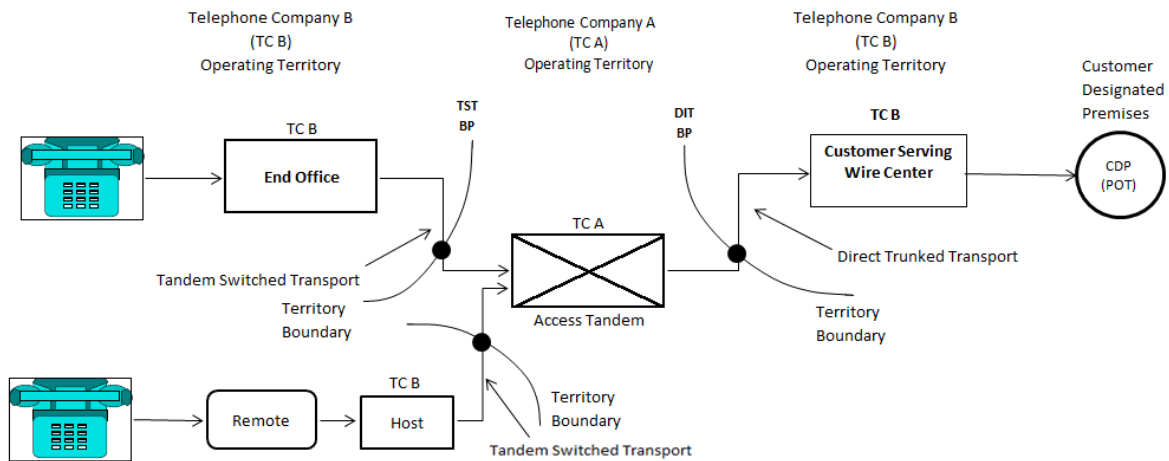 Telephone Company B
(TC B)
Operating Territory
Telephone Company A
(TC A)
Operating Territory
Telephone Company B
(TC B)
Operating Territory
Customer
Designated
Premises
TST
BP
DIT
BP
TC B
End Office
TC B
Customer Serving
Wire Center
CDP
(POT)
TC A
Tandem Switched Transport
Direct Trunked Transport
Territory
Boundary
Access Tandem
Territory
Boundary
TC B
Remote
Host
Territory
Boundary
Tandem Switched Transport